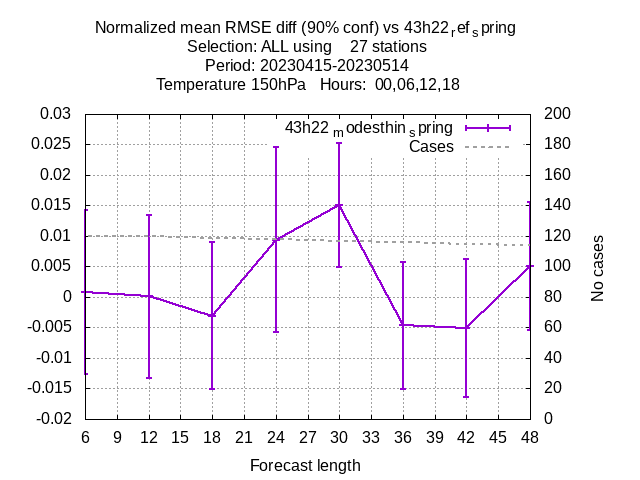 Normalized mean RMSE diff (90% conf) vs 43h22refspring
Selection: ALL using 27 stations
Period: 20230415-20230514
Temperature 150hPa Hours: 00,06,12,18
43h22modesthinspring
Cases
0.03
0.025
0.02
0.015
0.01
0.005
0
-0.005
-0.01
-0.015
-0.02
200
180
160
140
120
100
80
60
40
20
0
No cases
6 9 12 15 18 21 24 27 30 33 36 39 42 45 48
Forecast length